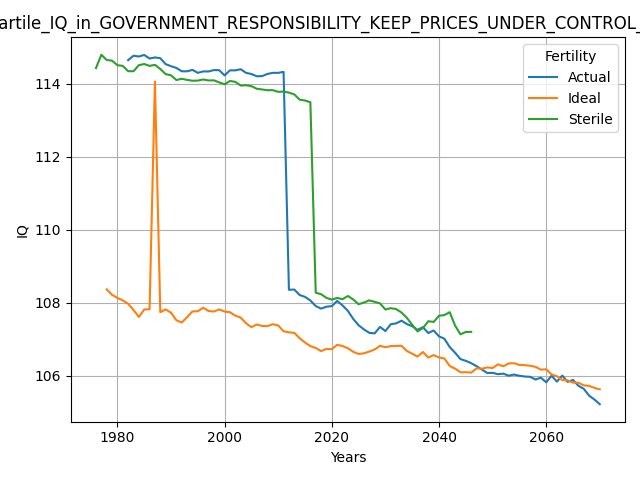 artile_IQ_in_GOVERNMENT_RESPONSIBILITY_KEEP_PRICES_UNDER_CONTROL_
Fertility
Actual
Ideal
Sterile
IQ
114
112
110
108
106
1980 2000 2020 2040 2060
Years